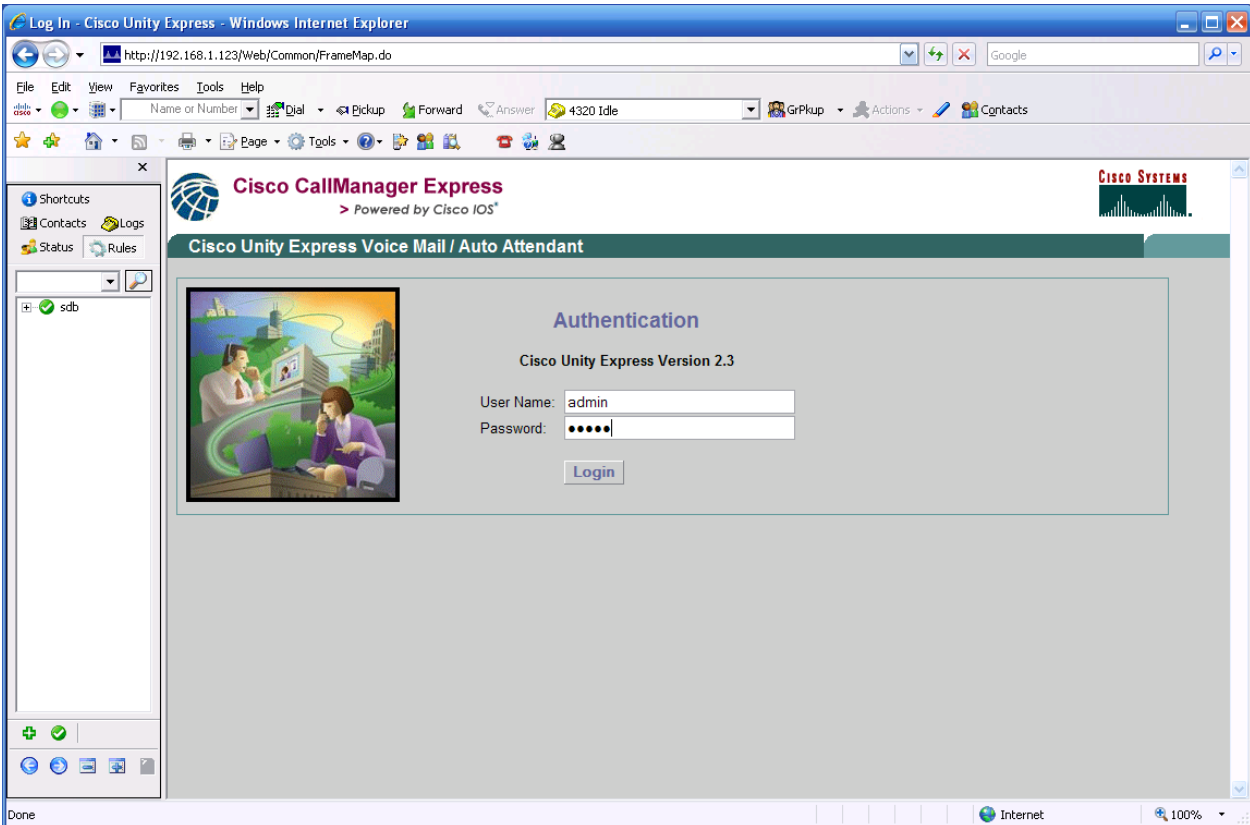 Log In - Cisco Unity Express - Windows Internet Explorer
http://192.168.1.123/Web/Common/FrameMap.do
Google
File Edit View Favorites Tools Help
cisco Name or Number Dial Pickup Forward Answer 4320 Idle GrPkup Actions Contacts
Page Tools
Shortcuts
Contacts Logs
Status Rules
sdb
Cisco CallManager Express
> Powered by Cisco IOS®
CISCO SYSTEMS
Cisco Unity Express Voice Mail / Auto Attendant
Authentication
Cisco Unity Express Version 2.3
User Name: admin
Password: •••••
Login
Done Internet 100%